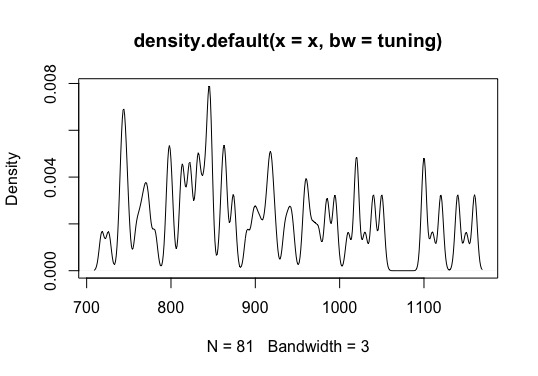 density.default(x = x, bw = tuning)
Density
0.008
0.004
0.000
700 800 900 1000 1100
N = 81 Bandwidth = 3